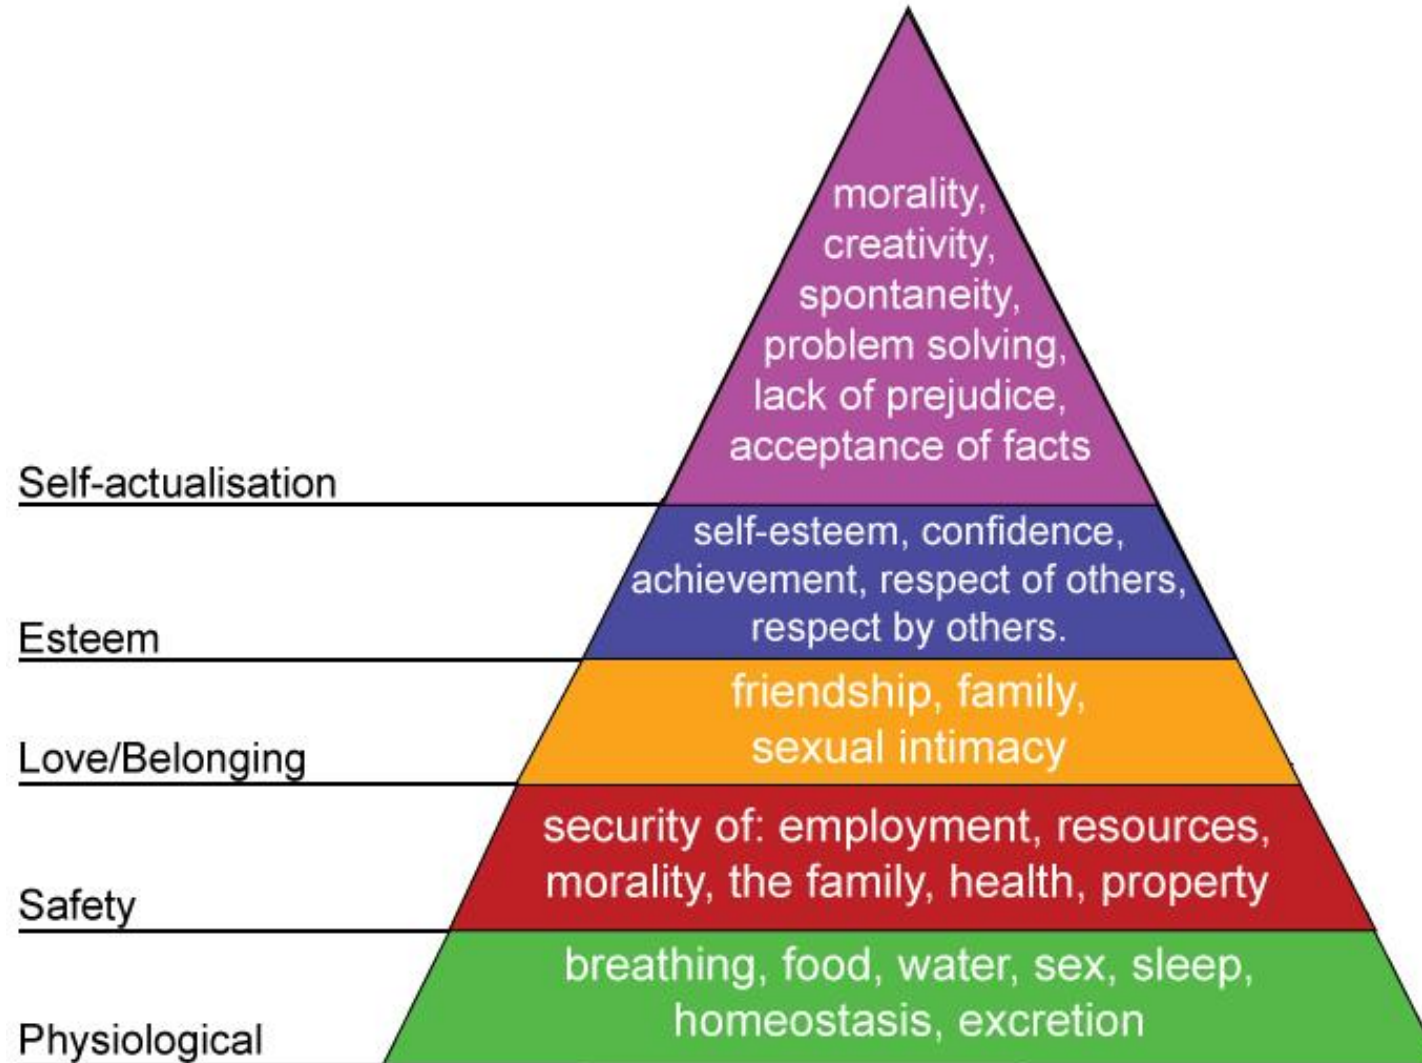 morality,
creativity,
spontaneity,
problem solving,
lack of prejudice,
acceptance of facts
Self-actualisation
self-esteem, confidence,
achievement, respect of others,
respect by others.
Esteem
friendship, family,
sexual intimacy
Love/Belonging
security of: employment, resources,
morality, the family, health, property
Safety
breathing, food, water, sex, sleep,
homeostasis, excretion
Physiological